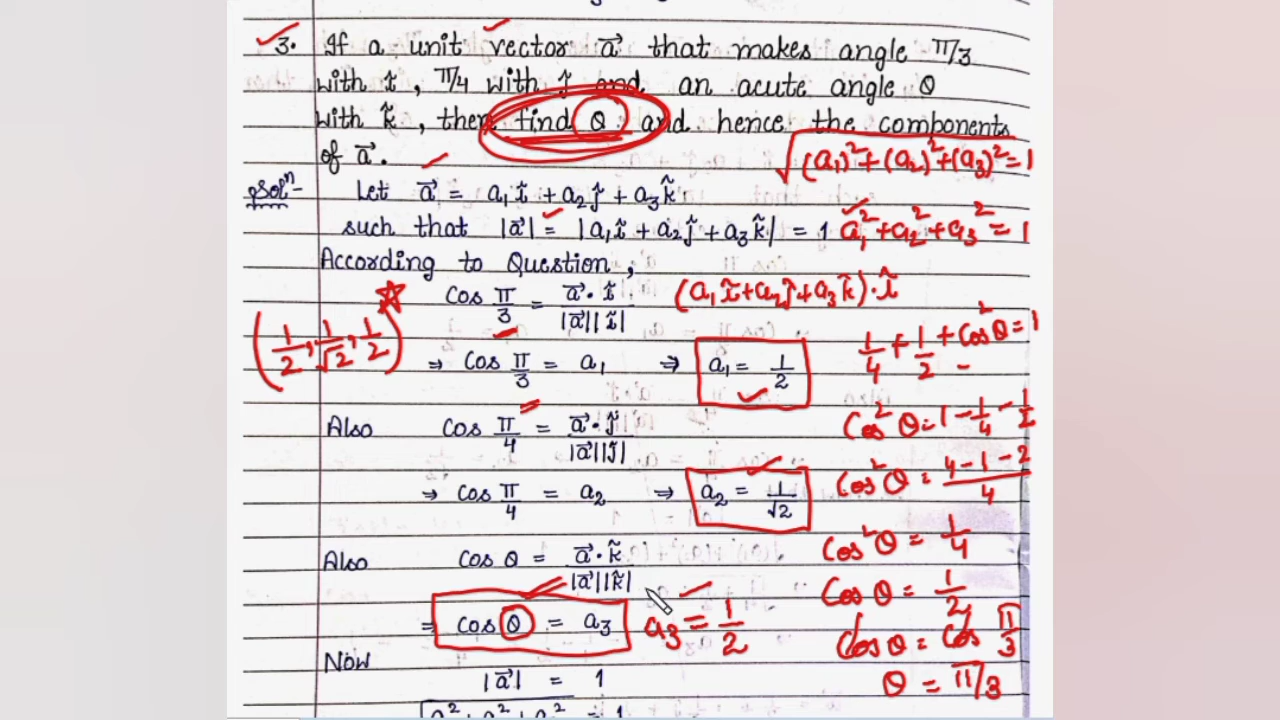 3. If a unit vector a⃗ that makes angle π/3
with î, π/4 with ĵ and an acute angle θ
with k̂, then find θ and hence the components
of a⃗.
√(a₁)²+(a₂)²+(a₃)²=1
Solⁿ- Let a⃗ = a₁î + a₂ĵ + a₃k̂
such that |a⃗| = |a₁î + a₂ĵ + a₃k̂| = 1
a₁²+a₂²+a₃² = 1
According to Question,
Cos π/3 = a⃗·î / |a⃗||î|
(a₁î+a₂ĵ+a₃k̂)·î
(1/2, 1/√2, 1/2)
⇒ Cos π/3 = a₁ ⇒ a₁ = 1/2
1/4 + 1/2 + cos²θ = 1
Also Cos π/4 = a⃗·ĵ / |a⃗||ĵ|
Cos²θ = 1 - 1/4 - 1/2
⇒ Cos π/4 = a₂ ⇒ a₂ = 1/√2
Cos²θ = 4-1-2/4
Also Cos θ = a⃗·k̂ / |a⃗||k̂|
Cos²θ = 1/4
Cos θ = 1/2
⇒ cos θ = a₃
a₃ = 1/2
Cos θ = cos π/3
Now
|a⃗| = 1
θ = π/3